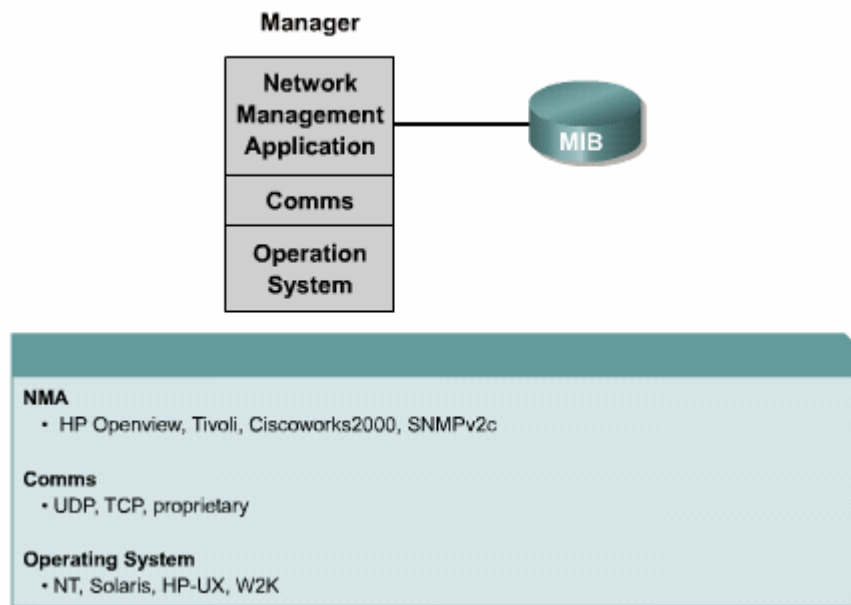 Manager
Network
Management
Application
MIB
Comms
Operation
System
NMA
• HP Openview, Tivoli, Ciscoworks2000, SNMPv2c
Comms
• UDP, TCP, proprietary
Operating System
• NT, Solaris, HP-UX, W2K